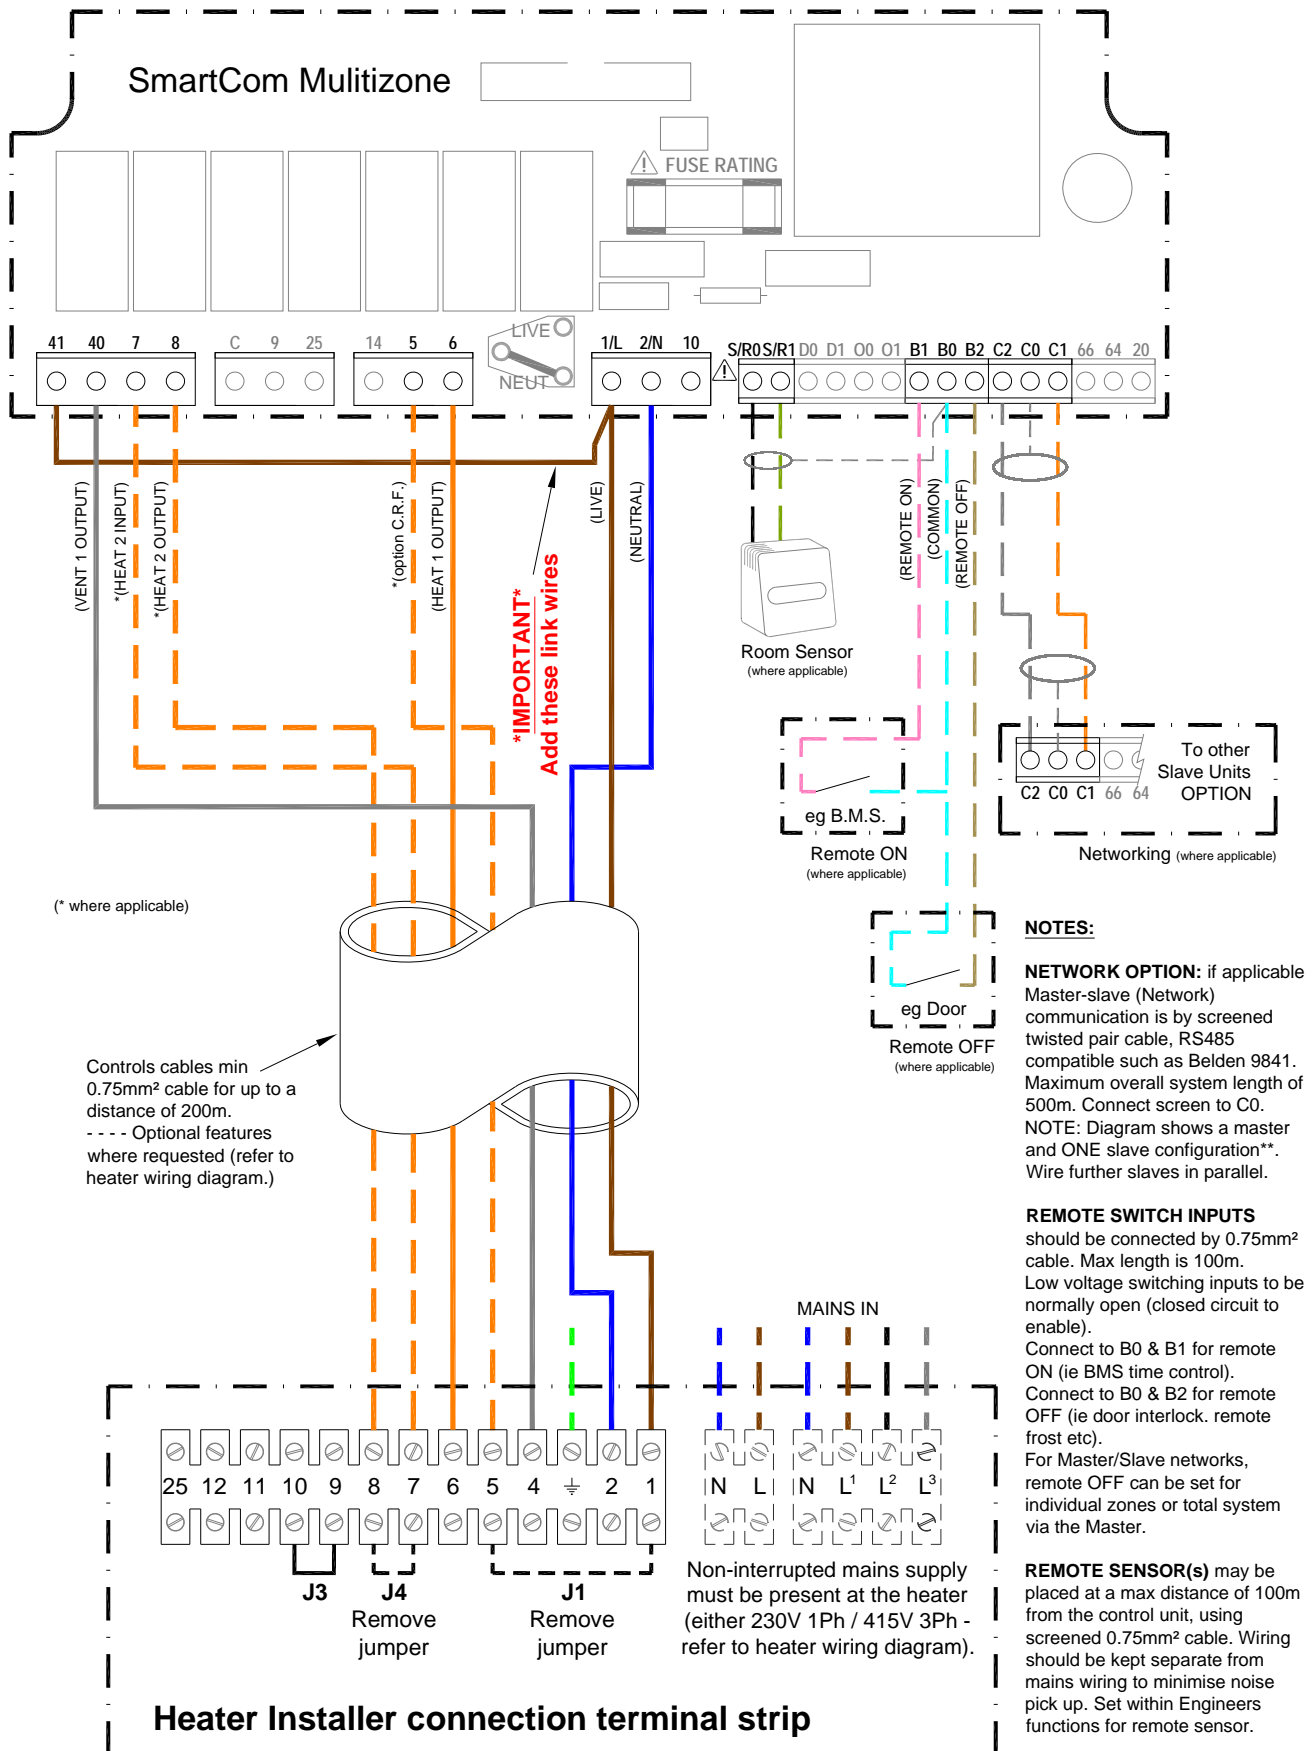 SmartCom Mulitizone
FUSE RATING
LIVE
NEUT
41 40 7 8 C 9 25 14 5 6 1/L 2/N 10 S/R0 S/R1 D0 D1 O0 O1 B1 B0 B2 C2 C0 C1 66 64 20
(VENT 1 OUTPUT)
*(HEAT 2 INPUT)
*(HEAT 2 OUTPUT)
*(option C.R.F.)
(HEAT 1 OUTPUT)
*IMPORTANT*
Add these link wires
(LIVE)
(NEUTRAL)
(REMOTE ON)
(COMMON)
(REMOTE OFF)
Room Sensor
(where applicable)
eg B.M.S.
Remote ON
(where applicable)
C2 C0 C1 66 64
To other
Slave Units
OPTION
Networking (where applicable)
eg Door
Remote OFF
(where applicable)
(* where applicable)
Controls cables min
0.75mm² cable for up to a
distance of 200m.
- - - - Optional features
where requested (refer to
heater wiring diagram.)
NOTES:
NETWORK OPTION: if applicable
Master-slave (Network)
communication is by screened
twisted pair cable, RS485
compatible such as Belden 9841.
Maximum overall system length of
500m. Connect screen to C0.
NOTE: Diagram shows a master
and ONE slave configuration**.
Wire further slaves in parallel.
REMOTE SWITCH INPUTS
should be connected by 0.75mm²
cable. Max length is 100m.
Low voltage switching inputs to be
normally open (closed circuit to
enable).
Connect to B0 & B1 for remote
ON (ie BMS time control).
Connect to B0 & B2 for remote
OFF (ie door interlock. remote
frost etc).
For Master/Slave networks,
remote OFF can be set for
individual zones or total system
via the Master.
REMOTE SENSOR(s) may be
placed at a max distance of 100m
from the control unit, using
screened 0.75mm² cable. Wiring
should be kept separate from
mains wiring to minimise noise
pick up. Set within Engineers
functions for remote sensor.
MAINS IN
25 12 11 10 9 8 7 6 5 4 2 1 N L N L¹ L² L³
J3
J4
Remove
jumper
J1
Remove
jumper
Non-interrupted mains supply
must be present at the heater
(either 230V 1Ph / 415V 3Ph -
refer to heater wiring diagram).
Heater Installer connection terminal strip